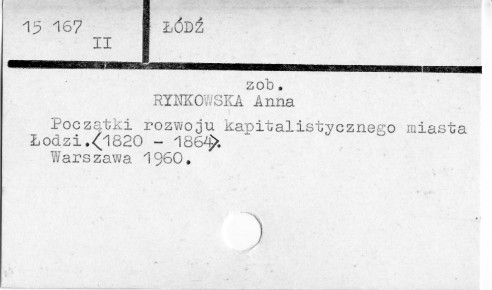 15 167
II
ŁÓDŹ
zob.
RYNKOWSKA Anna
Początki rozwoju kapitalistycznego miasta
Łodzi.<1820 - 1864>.
Warszawa 1960.